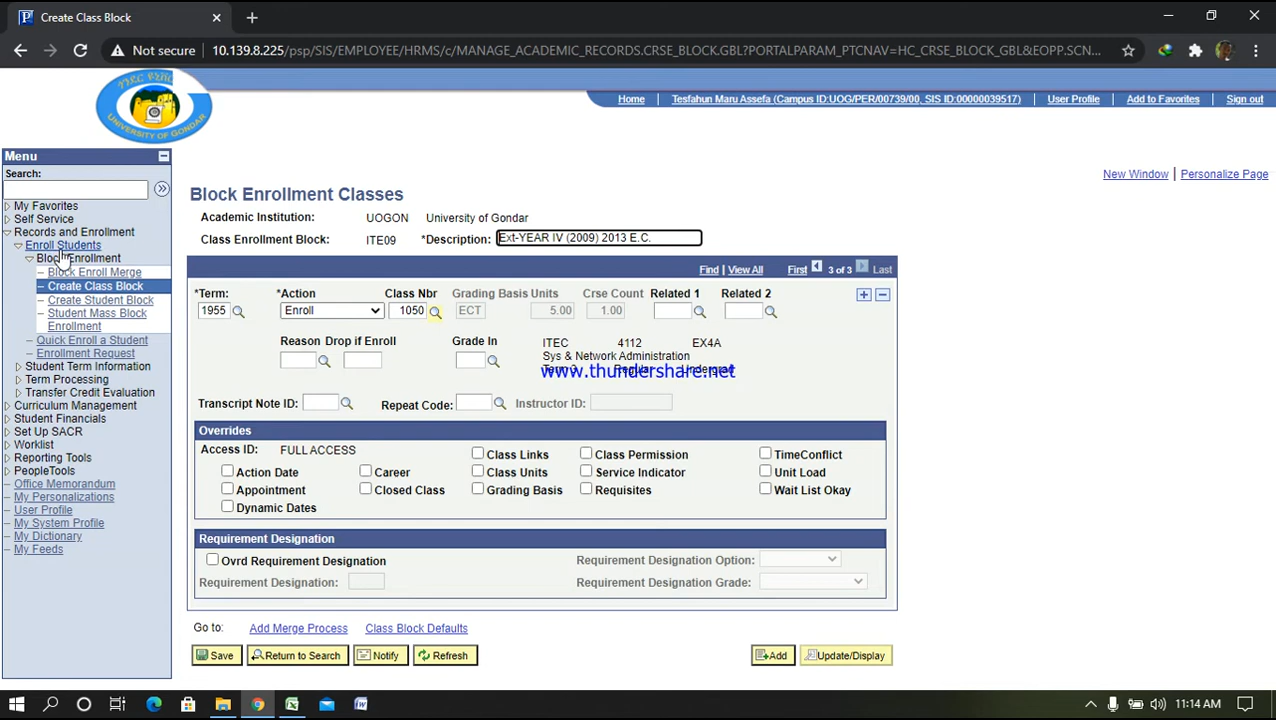 Create Class Block
Not secure 10.139.8.225/psp/SIS/EMPLOYEE/HRMS/c/MANAGE_ACADEMIC_RECORDS.CRSE_BLOCK.GBL?PORTALPARAM_PTCNAV=HC_CRSE_BLOCK_GBL&EOPP.SCN...
Home Tesfahun Maru Assefa (Campus ID:UOG/PER/00739/00, SIS ID:00000039517) User Profile Add to Favorites Sign out
UNIVERSITY OF GONDAR
Menu
Search:
My Favorites
Self Service
Records and Enrollment
Enroll Students
Block Enrollment
Block Enroll Merge
Create Class Block
Create Student Block
Student Mass Block
Enrollment
Quick Enroll a Student
Enrollment Request
Student Term Information
Term Processing
Transfer Credit Evaluation
Curriculum Management
Student Financials
Set Up SACR
Worklist
Reporting Tools
PeopleTools
Office Memorandum
My Personalizations
User Profile
My System Profile
My Dictionary
My Feeds
New Window | Personalize Page
Block Enrollment Classes
Academic Institution: UOGON University of Gondar
Class Enrollment Block: ITE09 *Description: Ext-YEAR IV (2009) 2013 E.C.
Find | View All First 3 of 3 Last
*Term: *Action Class Nbr Grading Basis Units Crse Count Related 1 Related 2
1955 Enroll 1050 ECT 5.00 1.00
Reason Drop if Enroll Grade In ITEC 4112 EX4A
Sys & Network Administration
Regular Undergrad
www.thundershare.net
Transcript Note ID: Repeat Code: Instructor ID:
Overrides
Access ID: FULL ACCESS Class Links Class Permission TimeConflict
Action Date Career Class Units Service Indicator Unit Load
Appointment Closed Class Grading Basis Requisites Wait List Okay
Dynamic Dates
Requirement Designation
Ovrd Requirement Designation Requirement Designation Option:
Requirement Designation: Requirement Designation Grade:
Go to: Add Merge Process Class Block Defaults
Save Return to Search Notify Refresh Add Update/Display
11:14 AM